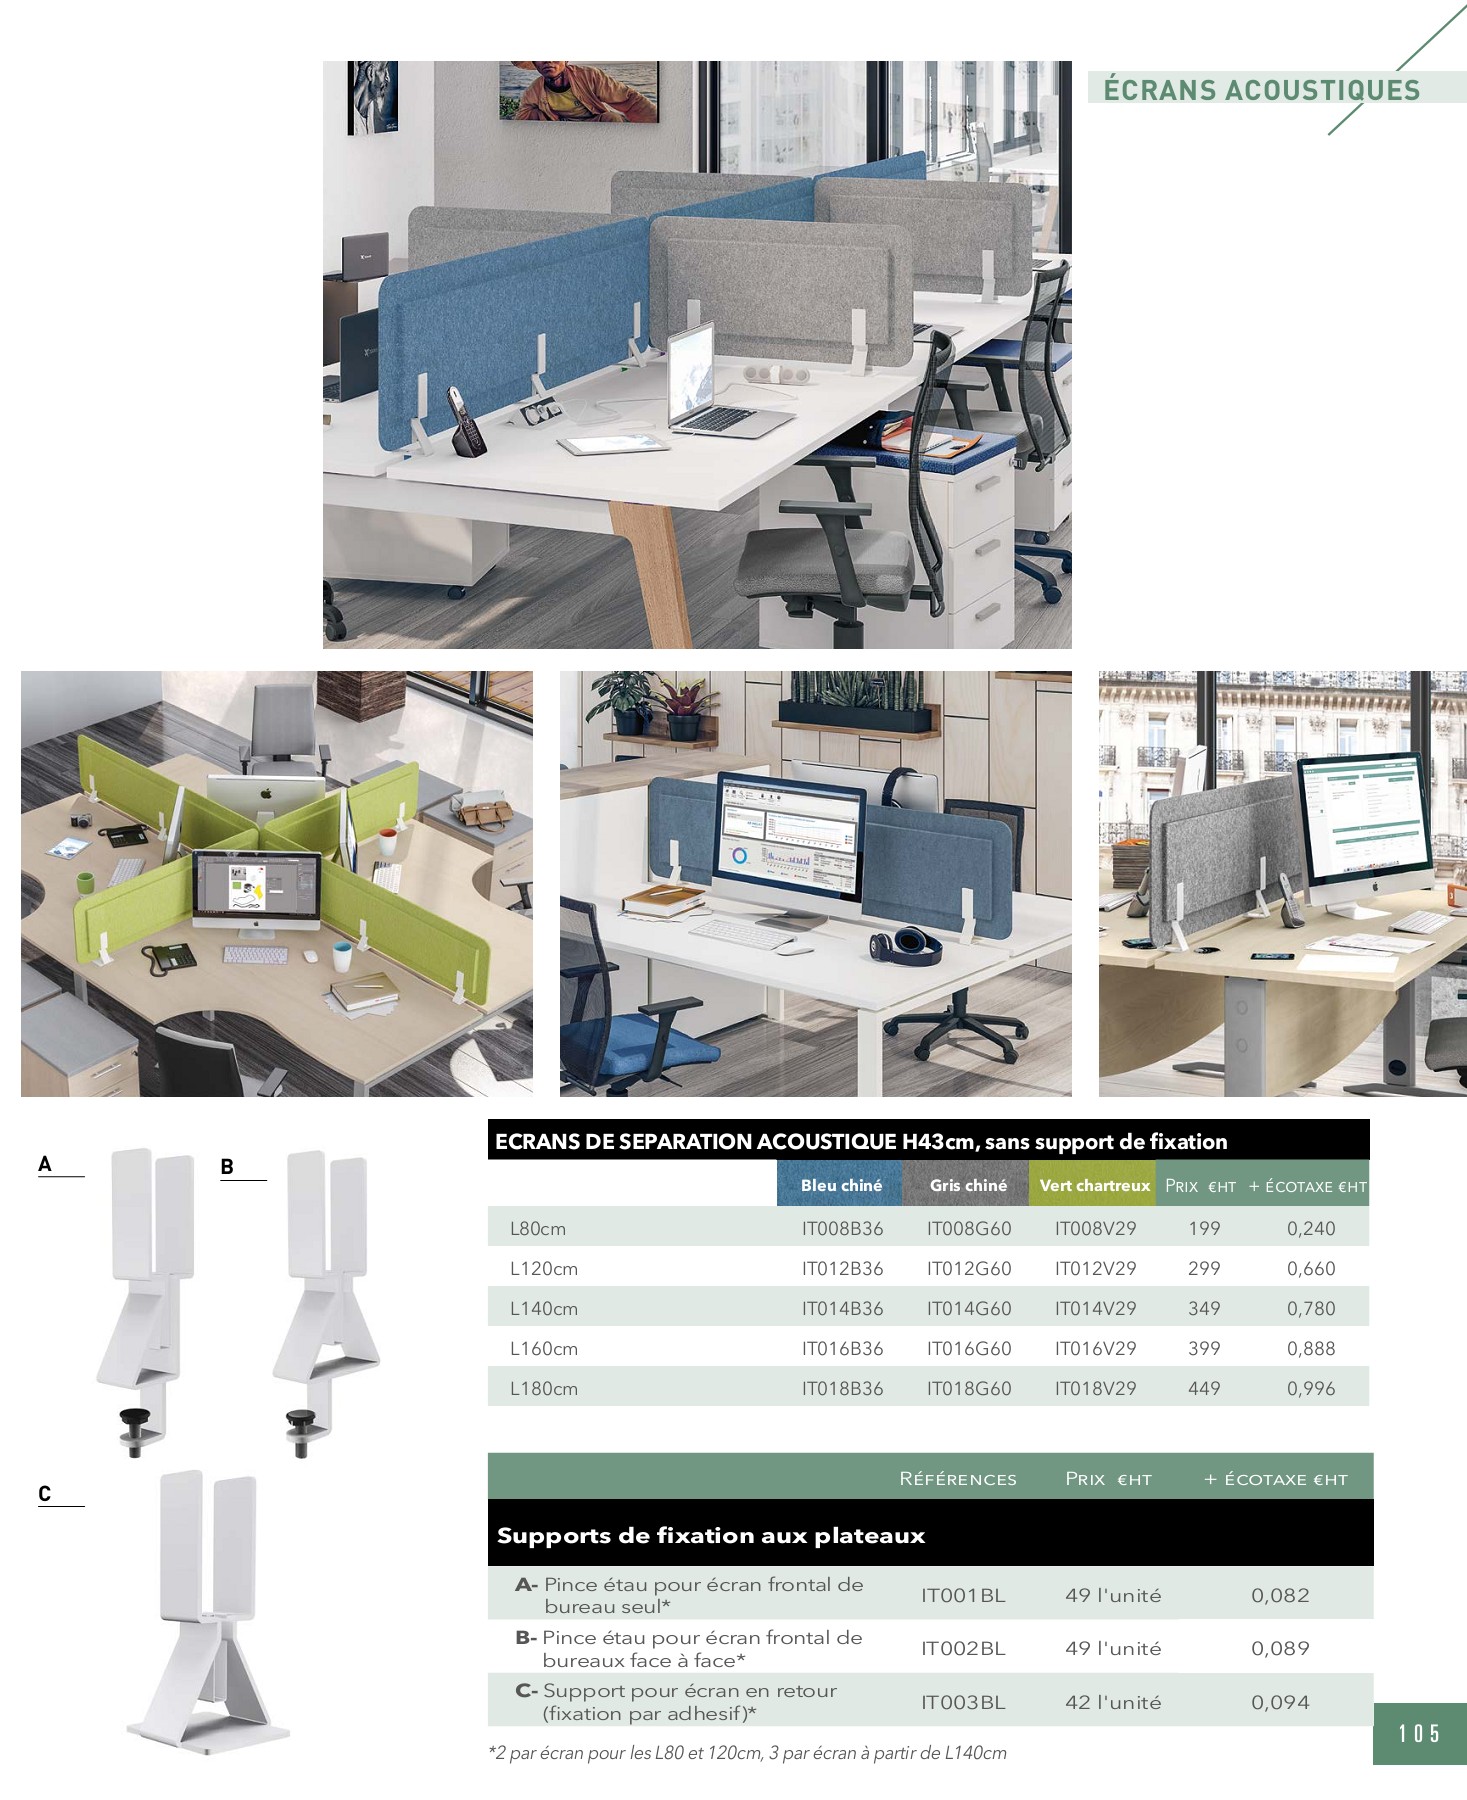 ÉCRANS ACOUSTIQUES
A
B
C
ECRANS DE SEPARATION ACOUSTIQUE H43cm, sans support de fixation
Bleu chiné Gris chiné Vert chartreux PRIX €HT + ÉCOTAXE €HT
L80cm IT008B36 IT008G60 IT008V29 199 0,240
L120cm IT012B36 IT012G60 IT012V29 299 0,660
L140cm IT014B36 IT014G60 IT014V29 349 0,780
L160cm IT016B36 IT016G60 IT016V29 399 0,888
L180cm IT018B36 IT018G60 IT018V29 449 0,996
RÉFÉRENCES PRIX €HT + ÉCOTAXE €HT
Supports de fixation aux plateaux
A- Pince étau pour écran frontal de
bureau seul* IT001BL 49 l'unité 0,082
B- Pince étau pour écran frontal de
bureaux face à face* IT002BL 49 l'unité 0,089
C- Support pour écran en retour
(fixation par adhesif)* IT003BL 42 l'unité 0,094
*2 par écran pour les L80 et 120cm, 3 par écran à partir de L140cm
105